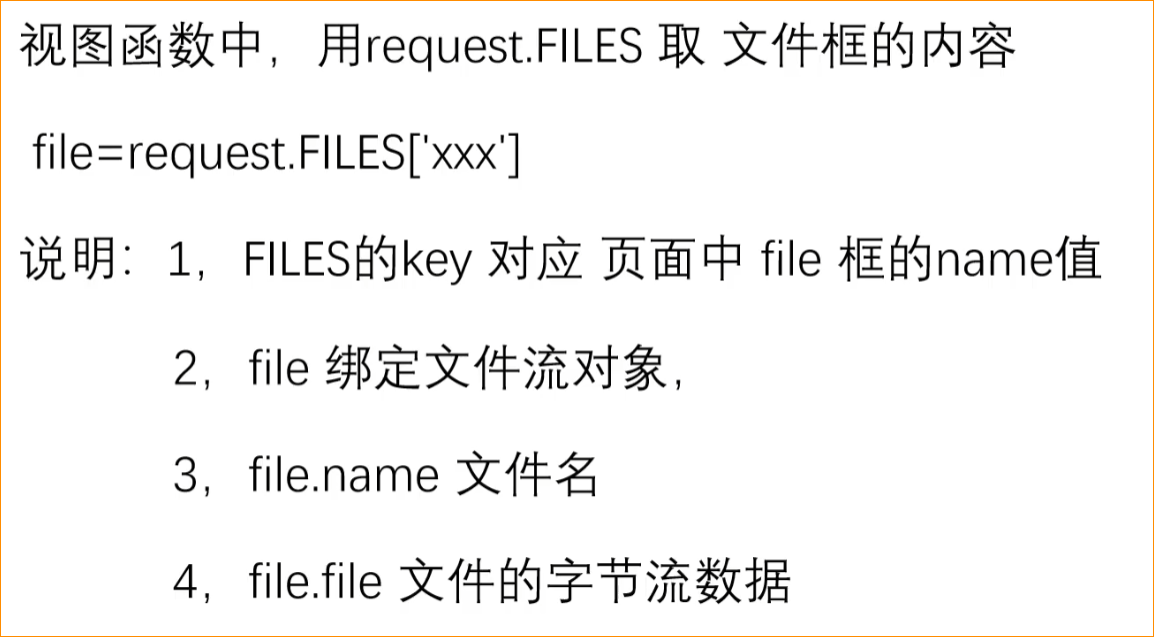 视图函数中，用request.FILES 取 文件框的内容
file=request.FILES['xxx']
说明：1，FILES的key 对应 页面中 file 框的name值
2，file 绑定文件流对象，
3，file.name 文件名
4，file.file 文件的字节流数据